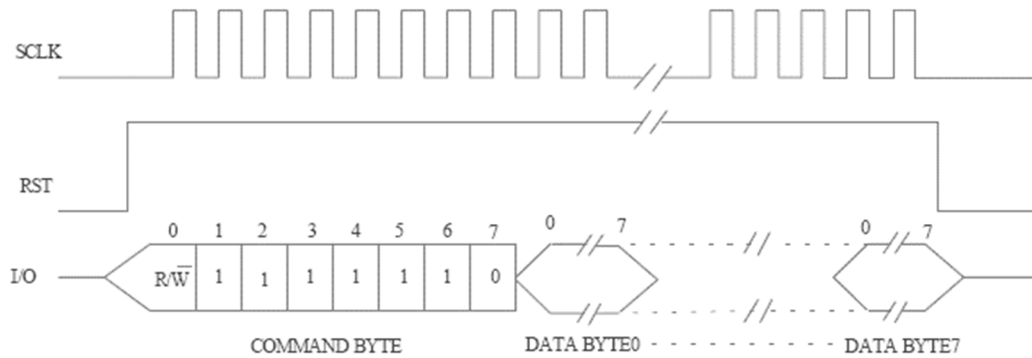 SCLK
RST
0 1 2 3 4 5 6 7 0 7 0 7
I/O R/W̅ 1 1 1 1 1 1 0
COMMAND BYTE DATA BYTE0 DATA BYTE7